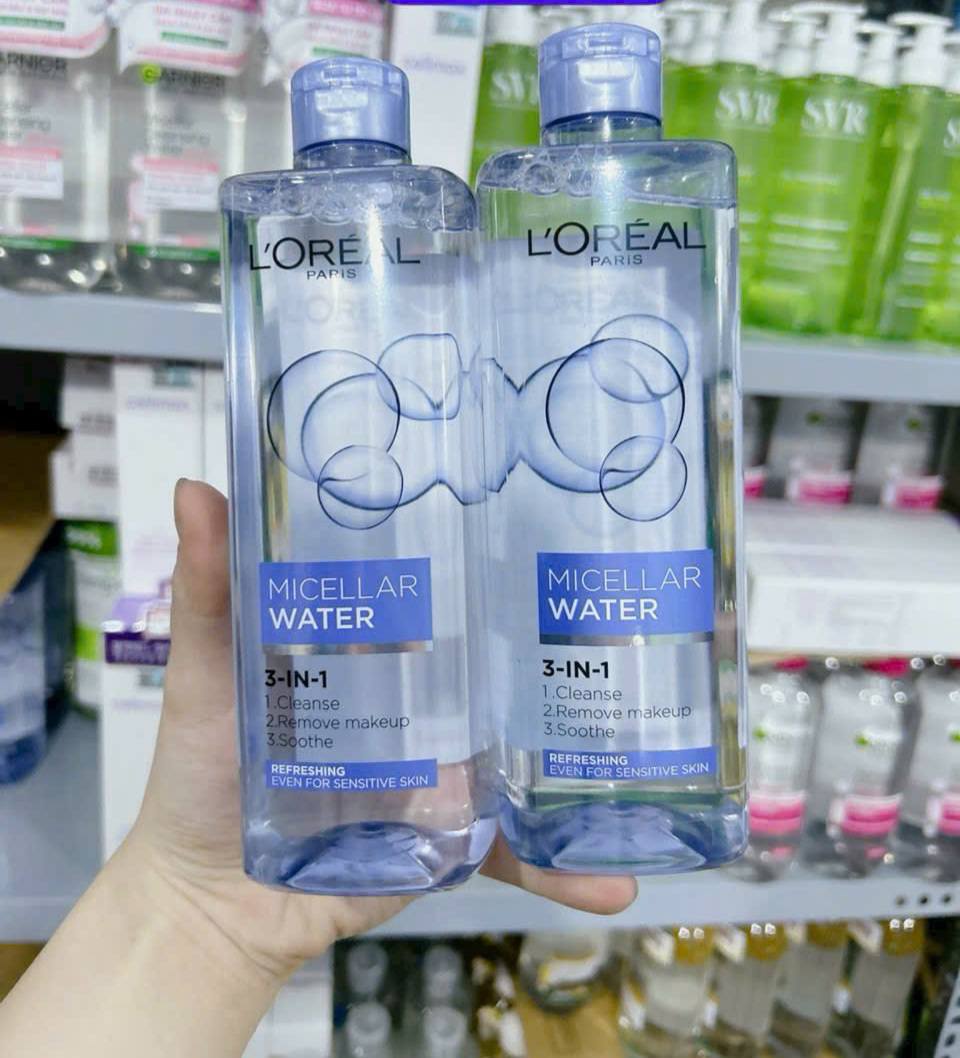 GARNIER
SVR
SVR
SVR
L'ORÉAL
PARIS
MICELLAR
WATER
3-IN-1
1.Cleanse
2.Remove makeup
3.Soothe
REFRESHING
EVEN FOR SENSITIVE SKIN
L'ORÉAL
PARIS
MICELLAR
WATER
3-IN-1
1.Cleanse
2.Remove makeup
3.Soothe
REFRESHING
EVEN FOR SENSITIVE SKIN